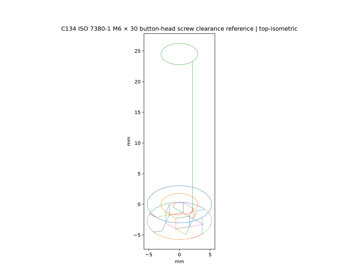 C134 ISO 7380-1 M6 × 30 button-head screw clearance reference | top-isometric
25
20
15
10
5
0
−5
mm
−5 0 5
mm